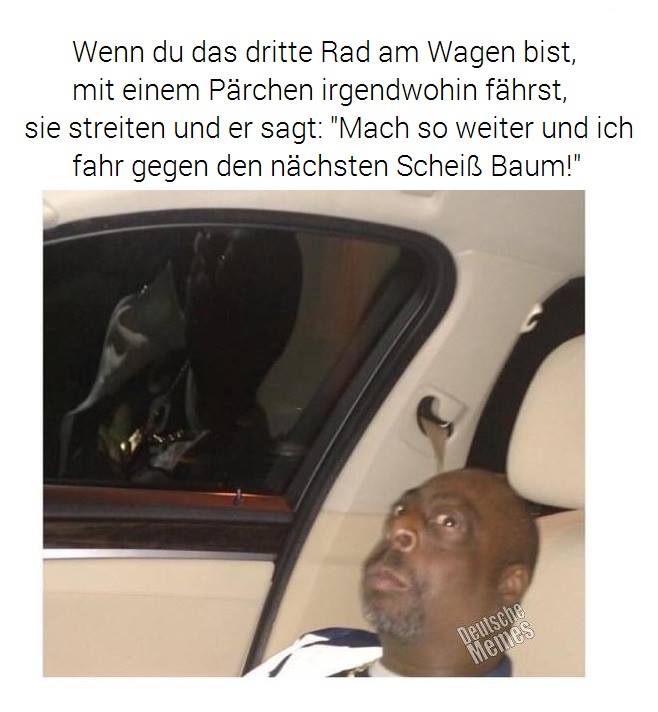 Wenn du das dritte Rad am Wagen bist,
mit einem Pärchen irgendwohin fährst,
sie streiten und er sagt: "Mach so weiter und ich
fahr gegen den nächsten Scheiß Baum!"
Deutsche
Memes